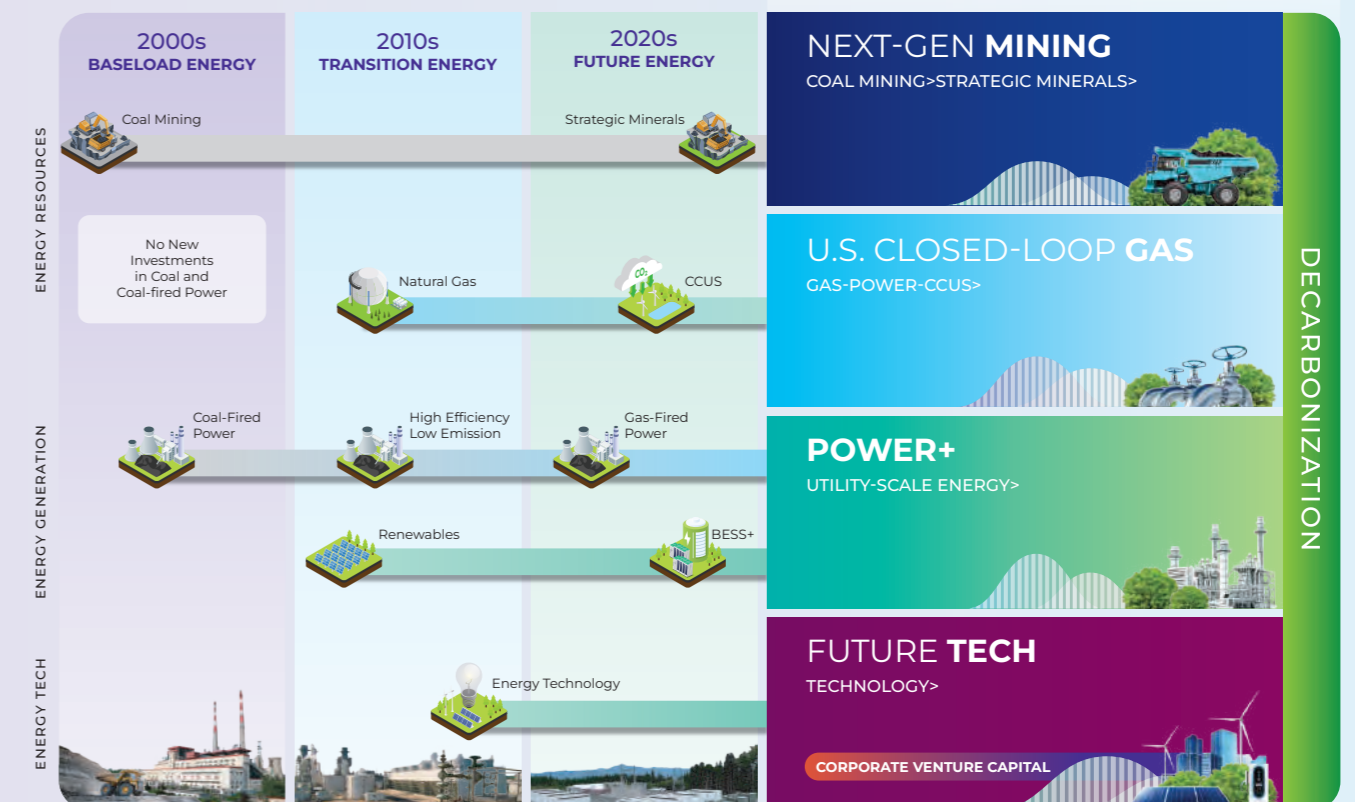 2000s
BASELOAD ENERGY
2010s
TRANSITION ENERGY
2020s
FUTURE ENERGY
ENERGY RESOURCES
Coal Mining
Strategic Minerals
No New
Investments
in Coal and
Coal-fired Power
Natural Gas
CO₂
CCUS
ENERGY GENERATION
Coal-Fired
Power
High Efficiency
Low Emission
Gas-Fired
Power
Renewables
BESS+
ENERGY TECH
Energy Technology
NEXT-GEN MINING
COAL MINING>STRATEGIC MINERALS>
U.S. CLOSED-LOOP GAS
GAS-POWER-CCUS>
POWER+
UTILITY-SCALE ENERGY>
FUTURE TECH
TECHNOLOGY>
CORPORATE VENTURE CAPITAL
DECARBONIZATION